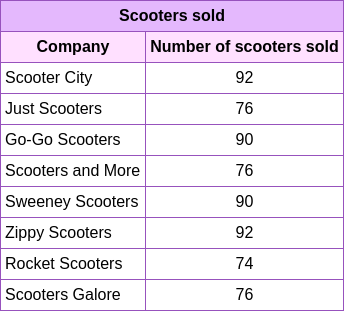 Scooters sold
Company Number of scooters sold
Scooter City 92
Just Scooters 76
Go-Go Scooters 90
Scooters and More 76
Sweeney Scooters 90
Zippy Scooters 92
Rocket Scooters 74
Scooters Galore 76